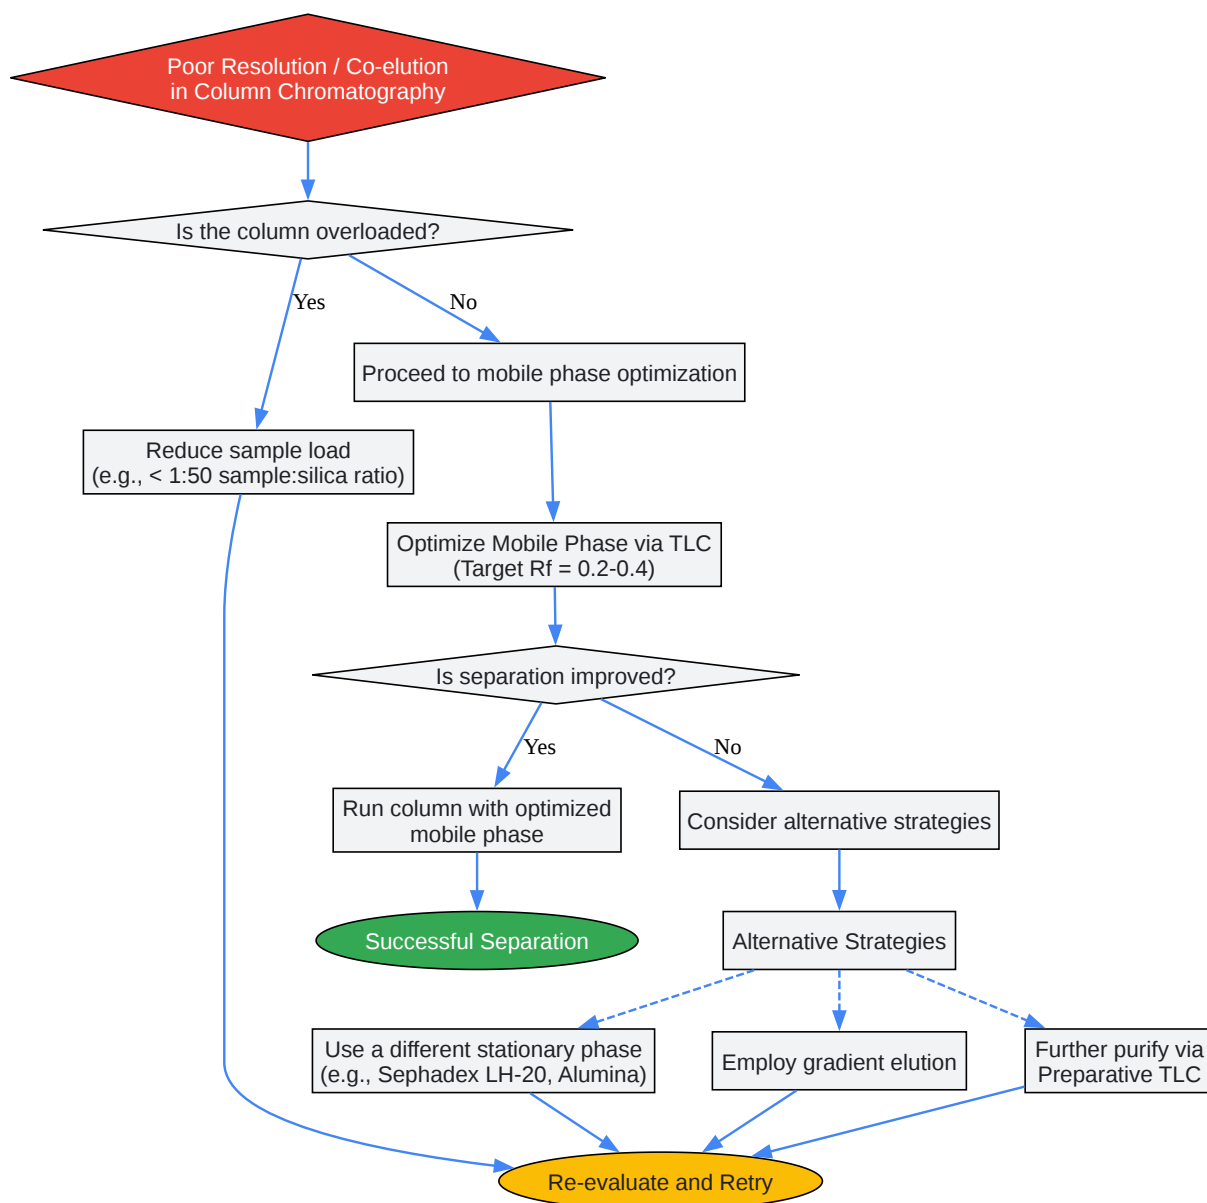 Poor Resolution / Co-elution
in Column Chromatography
Is the column overloaded?
Yes
No
Proceed to mobile phase optimization
Reduce sample load
(e.g., < 1:50 sample:silica ratio)
Optimize Mobile Phase via TLC
(Target Rf = 0.2-0.4)
Is separation improved?
Yes
No
Run column with optimized
mobile phase
Consider alternative strategies
Successful Separation
Alternative Strategies
Use a different stationary phase
(e.g., Sephadex LH-20, Alumina)
Employ gradient elution
Further purify via
Preparative TLC
Re-evaluate and Retry